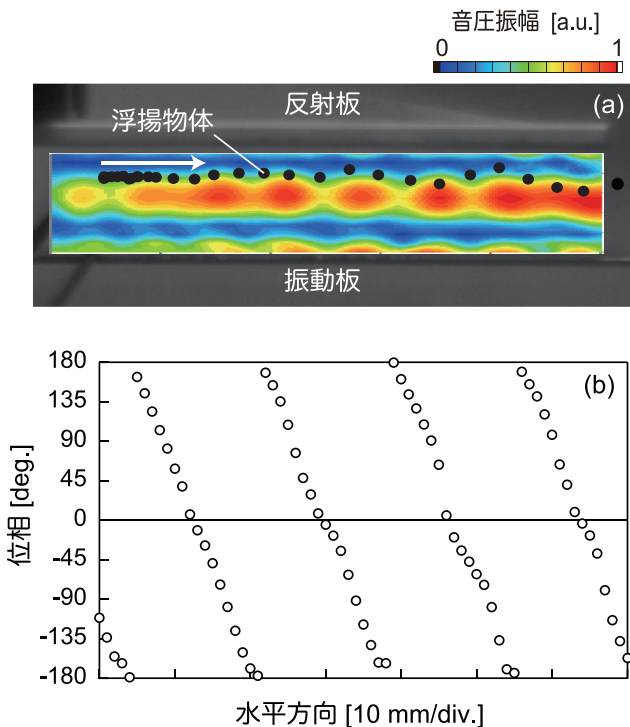 音圧振幅 [a.u.]
0 1
反射板
(a)
浮揚物体
振動板
(b)
180
135
90
45
0
-45
-90
-135
-180
位相 [deg.]
水平方向 [10 mm/div.]